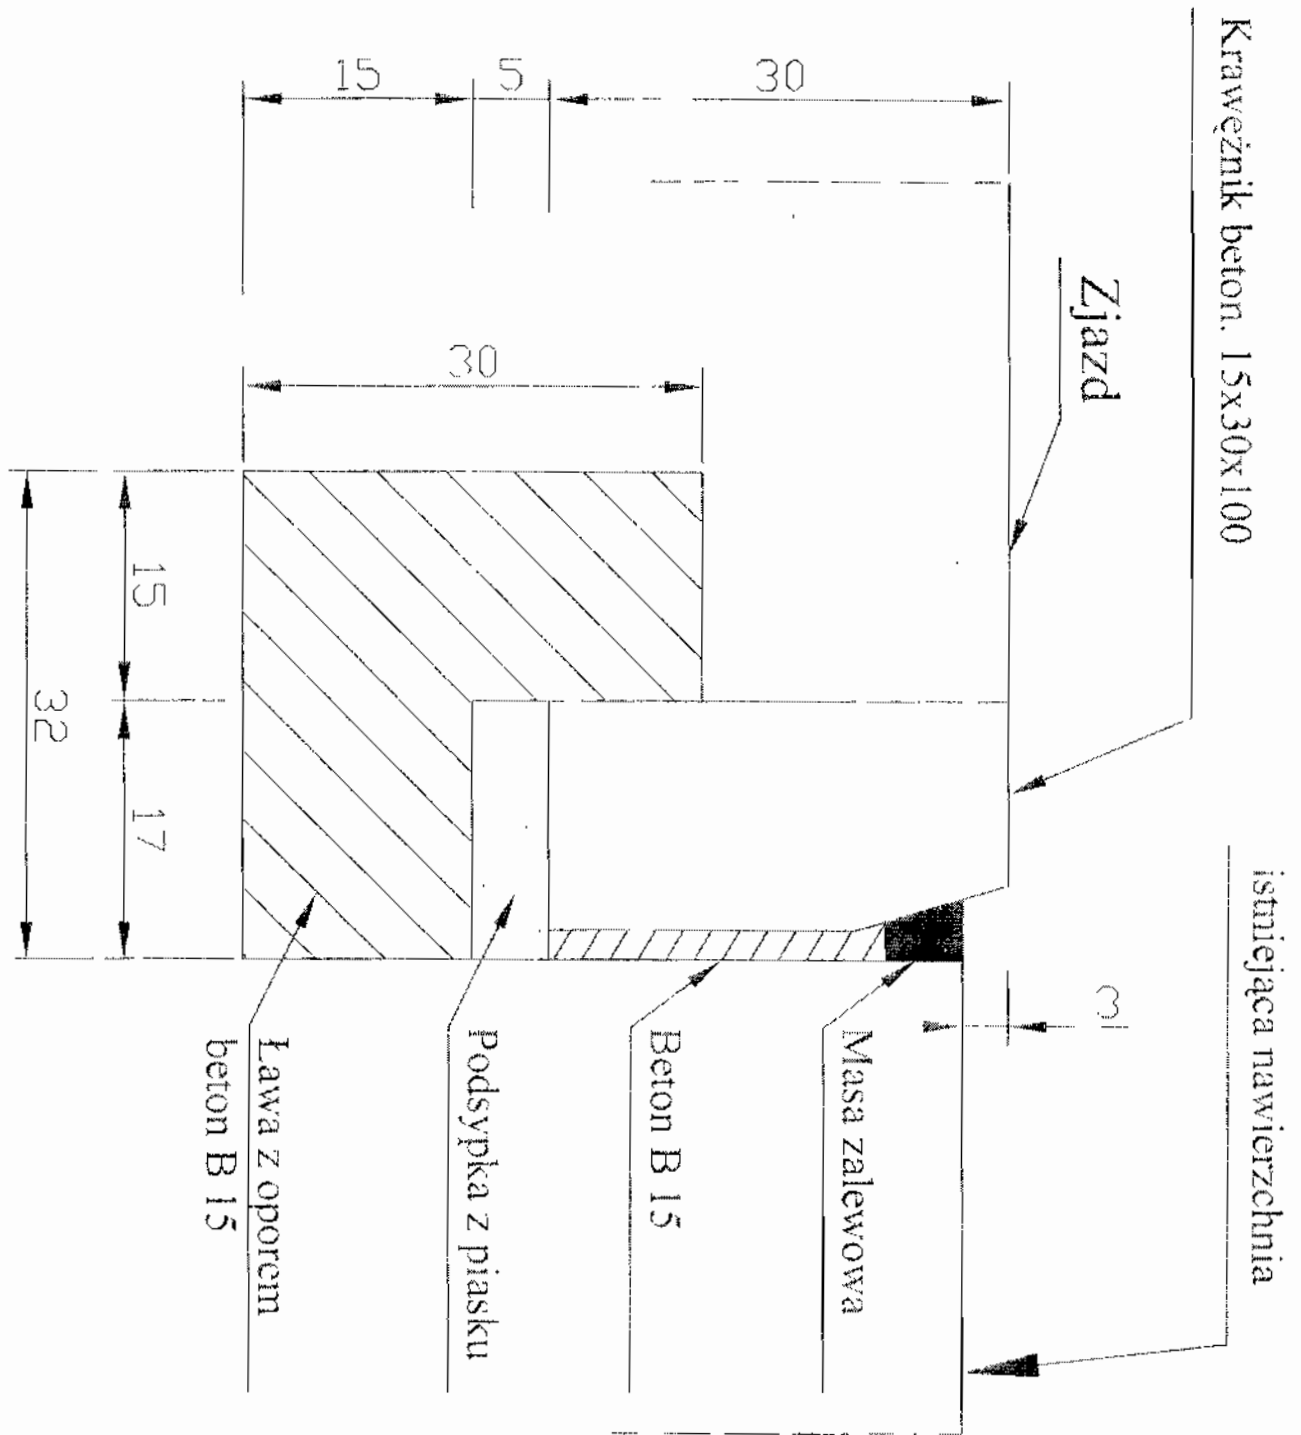 Krawężnik beton. 15x30x100
istniejąca nawierzchnia
Zjazd
3
30
5
15
30
Masa zalewowa
Beton B 15
Podsypka z piasku
Ława z oporem
beton B 15
15
17
32